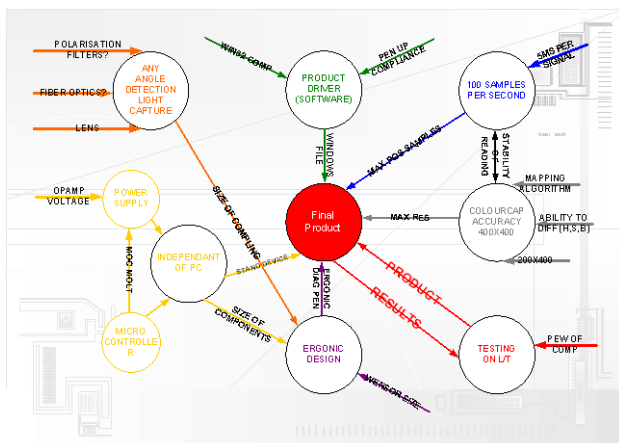 POLARISATION
FILTERS?
FIBER OPTICS?
LENS
ANY
ANGLE
DETECTION
LIGHT
CAPTURE
WIN32 COMP
PEN UP
COMPLIANCE
PRODUCT
DRIVER
(SOFTWARE)
WINDOWS
FILE
5MS PER
SIGNAL
100 SAMPLES
PER SECOND
MAX POS SAMPLES
STABILITY
OF
READING
MAPPING
ALGORITHM
ABILITY TO
DIFF(H,S,B)
200X400
COLOURCAP
ACCURACY
400X400
MAX RES
Final
Product
OPAMP
VOLTAGE
POWER
SUPPLY
INDEPENDANT
OF PC
STAND DEVICE
MICRO
CONTROLLE
R
SIZE OF COMPLING
SIZE OF
COMPONENTS
ERGONIC
DIAG PEN
ERGONIC
DESIGN
PRODUCT
RESULTS
TESTING
ON L/T
PEW OF
COMP